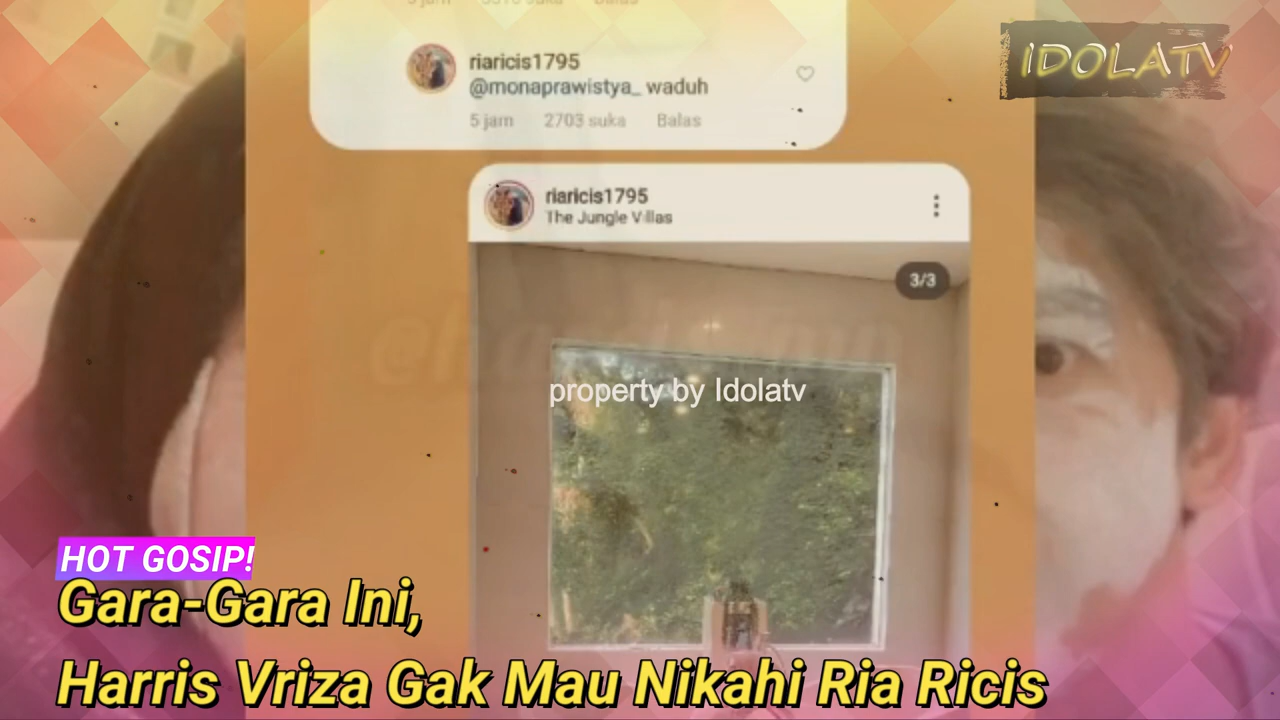 IDOLATV
riaricis1795
@monaprawistya_ waduh
5 jam 2703 suka Balas
riaricis1795
The Jungle Villas
3/3
property by Idolatv
HOT GOSIP!
Gara-Gara Ini,
Harris Vriza Gak Mau Nikahi Ria Ricis